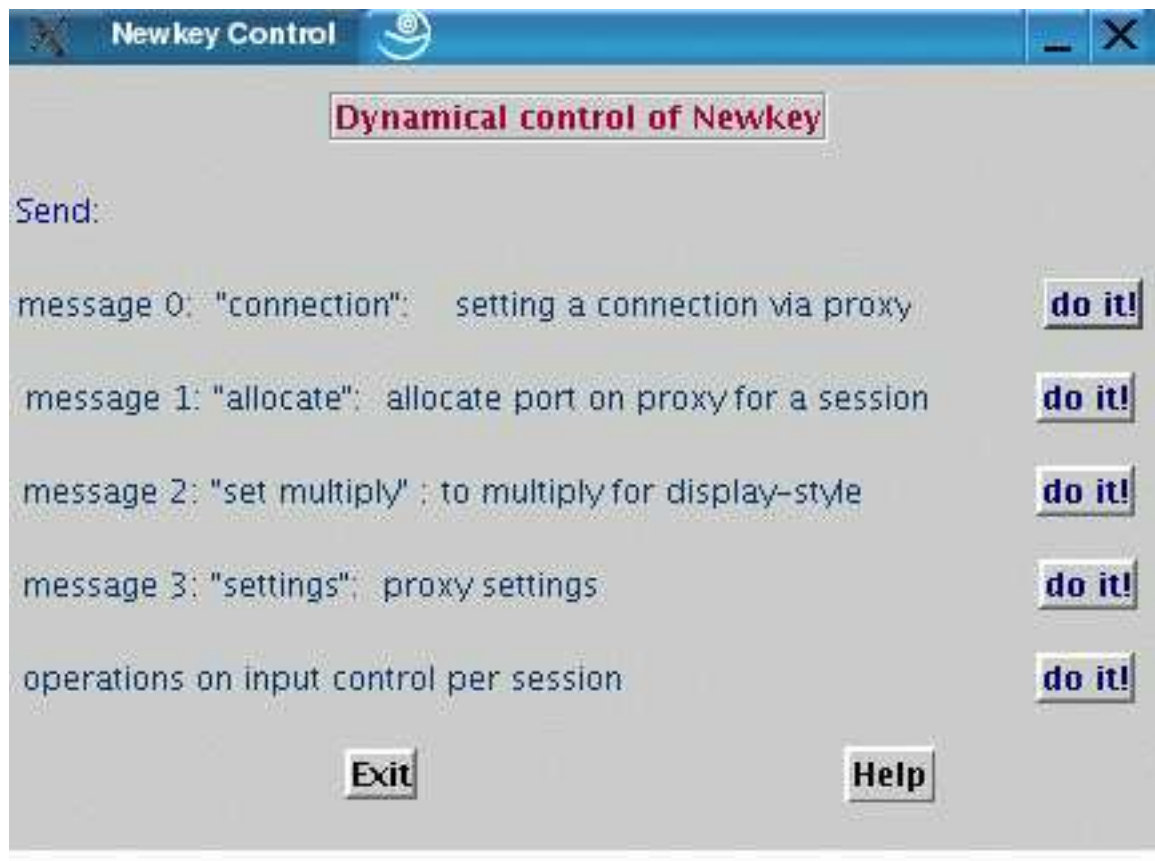 Newkey Control
Dynamical control of Newkey
Send:
message 0: "connection": setting a connection via proxy do it!
message 1: "allocate": allocate port on proxy for a session do it!
message 2: "set multiply" : to multiply for display-style do it!
message 3: "settings": proxy settings do it!
operations on input control per session do it!
Exit Help